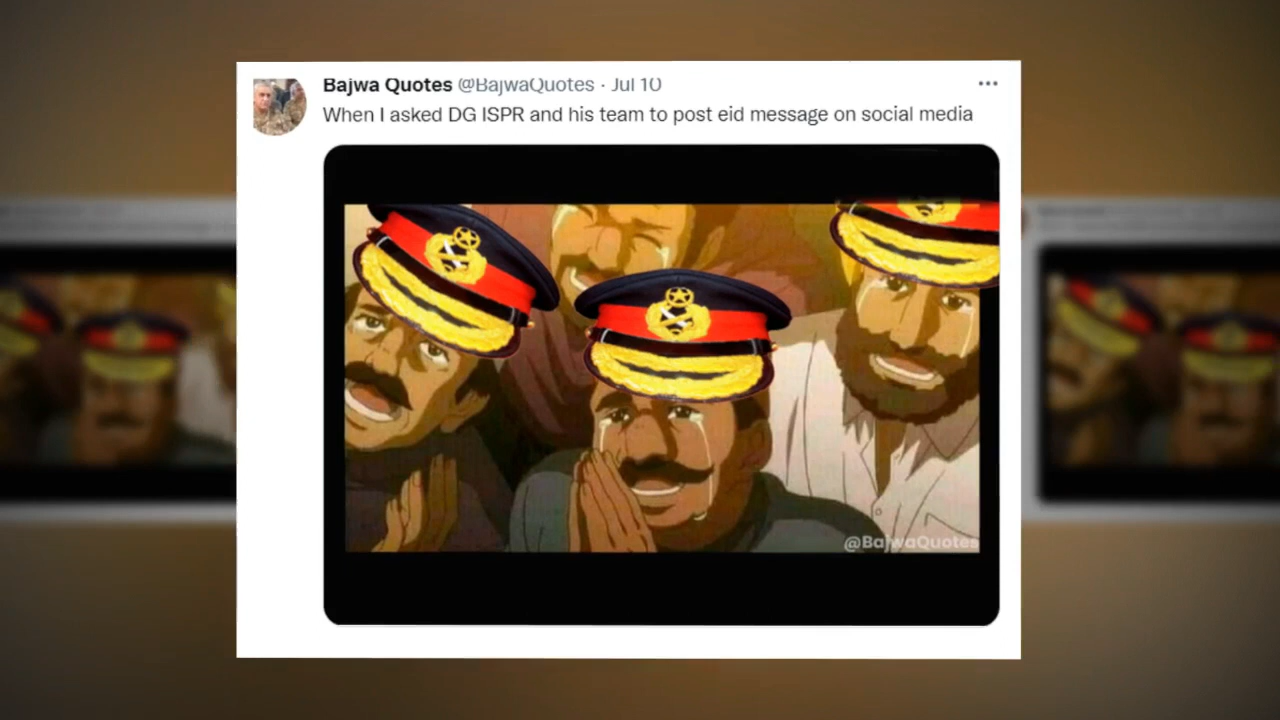 Bajwa Quotes @BajwaQuotes · Jul 10
When I asked DG ISPR and his team to post eid message on social media
@BajwaQuotes